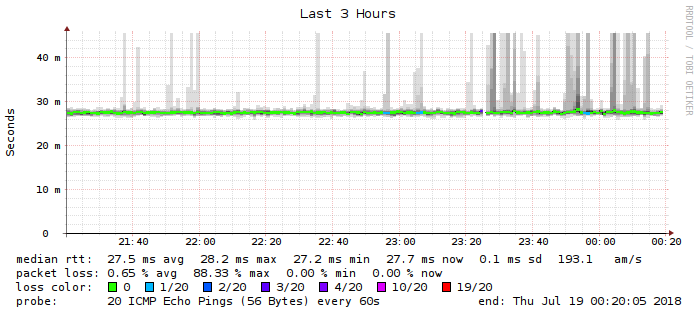 Last 3 Hours
RRDTOOL / TOBI OETIKER
Seconds
40 m
30 m
20 m
10 m
0
21:40 22:00 22:20 22:40 23:00 23:20 23:40 00:00 00:20
median rtt: 27.5 ms avg 28.2 ms max 27.2 ms min 27.7 ms now 0.1 ms sd 193.1 am/s
packet loss: 0.65 % avg 88.33 % max 0.00 % min 0.00 % now
loss color: 0 1/20 2/20 3/20 4/20 10/20 19/20
probe: 20 ICMP Echo Pings (56 Bytes) every 60s end: Thu Jul 19 00:20:05 2018